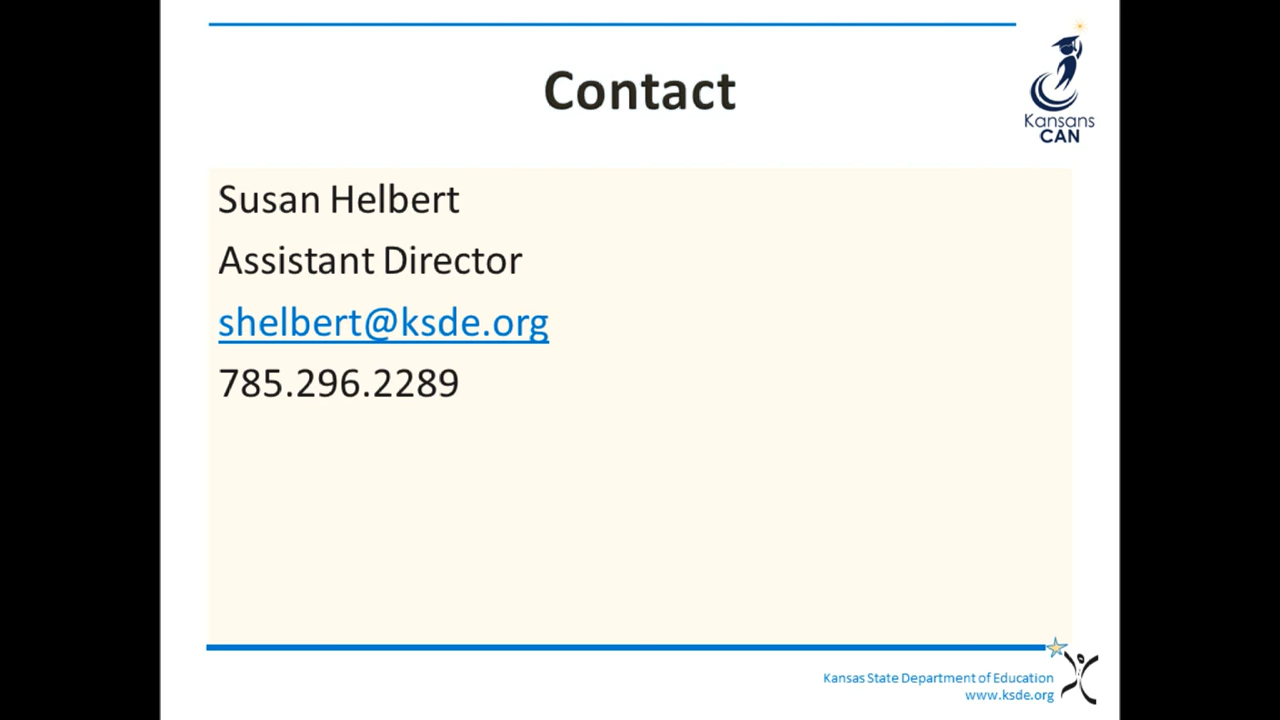 Contact
Kansans
CAN
Susan Helbert
Assistant Director
shelbert@ksde.org
785.296.2289
Kansas State Department of Education
www.ksde.org